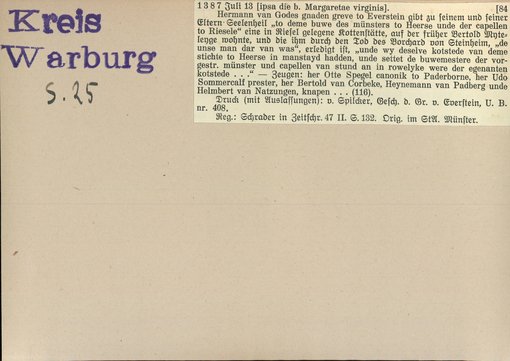 Kreis
Warburg
S. 25
1387 Juli 13 [ipsa die b. Margaretae virginis]. [84
Hermann van Godes gnaden greve to Everstein gibt zu seinem und seiner
Eltern Seelenheil „to deme buwe des münsters to Heerse unde der capellen
to Riesele" eine in Riesel gelegene Kottenstätte, auf der früher Bertold Myte-
lenge wohnte, und die ihm durch den Tod des Borchard von Steinheim, „de
unse man dar van was", erledigt ist, „unde wy deselve kotstede van deme
stichte to Heerse in manstayd hadden, unde settet de buwemestere der vor-
gestr. münster und capellen van stund an in rowelyke were der egenanten
kotstede . . ." — Zeugen: her Otte Spegel canonik to Paderborne, her Udo
Sommercalf prester, her Bertold van Corbeke, Heynemann van Padberg unde
Helmbert van Natzungen, knapen . . . (116).
Druck (mit Auslassungen): v. Spilcker, Gesch. d. Gr. v. Everstein, U. B.
nr. 408.
Reg.: Schrader in Zeitschr. 47 II S. 132. Orig. im StA. Münster.